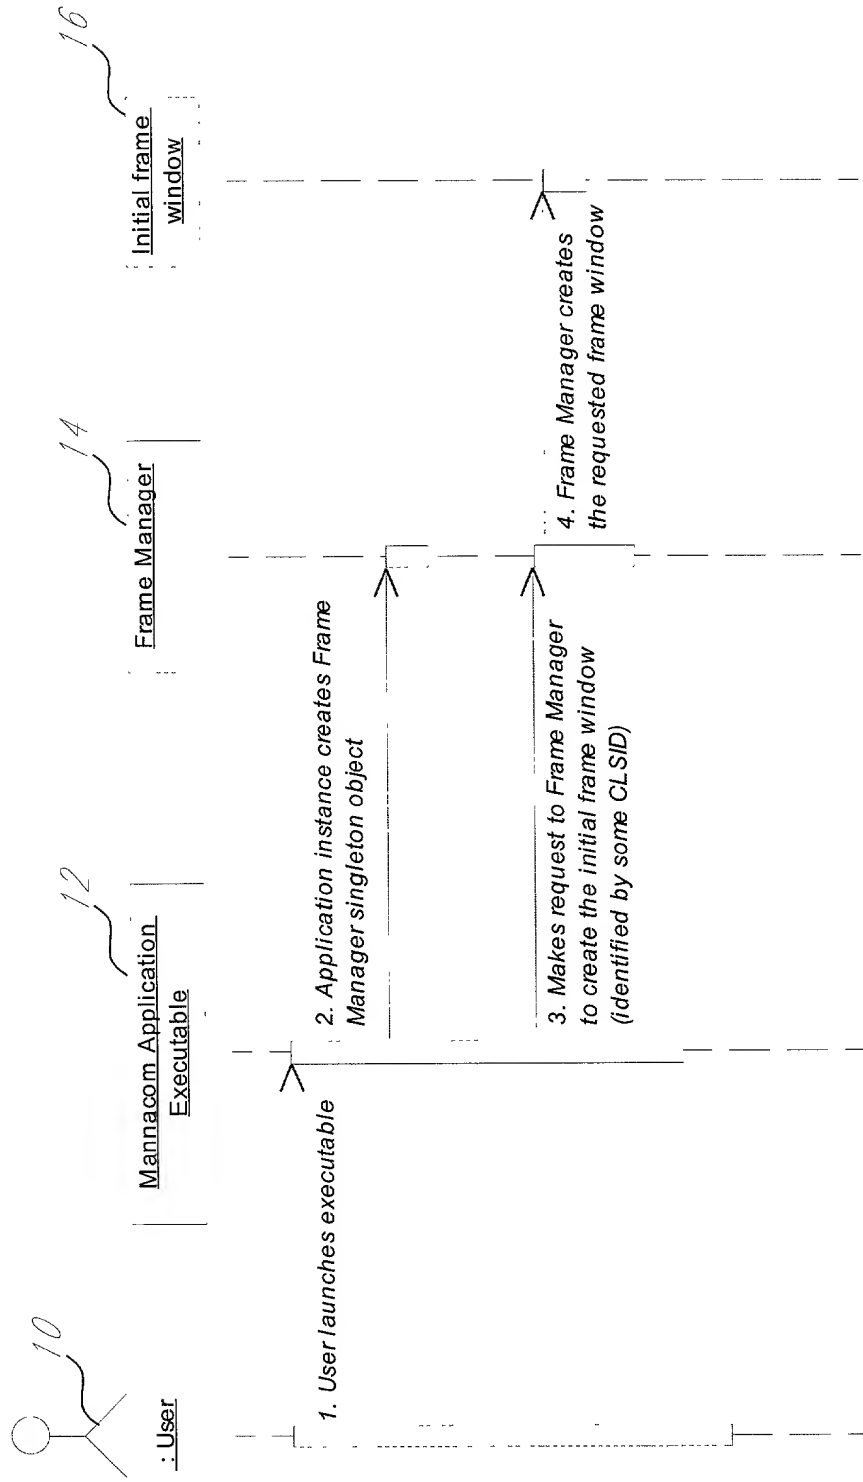 10
: User
12
Mannacom Application
Executable
14
Frame Manager
16
Initial frame
window
1. User launches executable
2. Application instance creates Frame
Manager singleton object
3. Makes request to Frame Manager
to create the initial frame window
(identified by some CLSID)
4. Frame Manager creates
the requested frame window